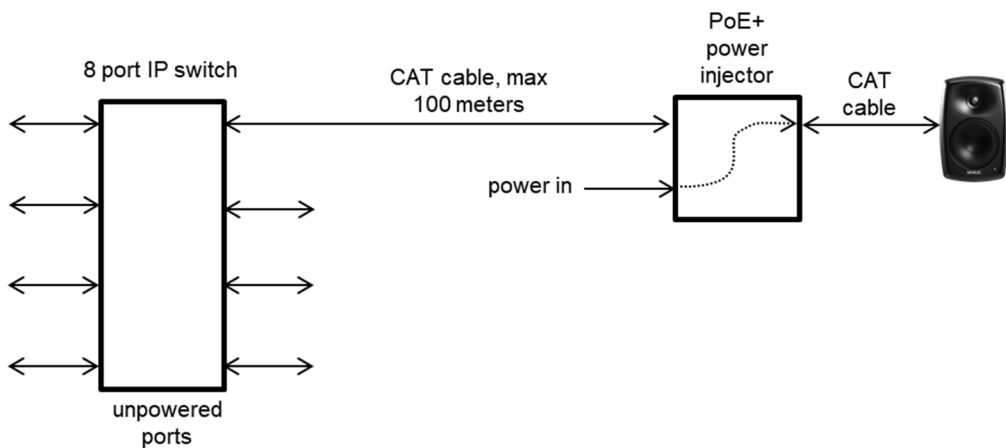 8 port IP switch
CAT cable, max
100 meters
PoE+
power
injector
CAT
cable
power in
unpowered
ports